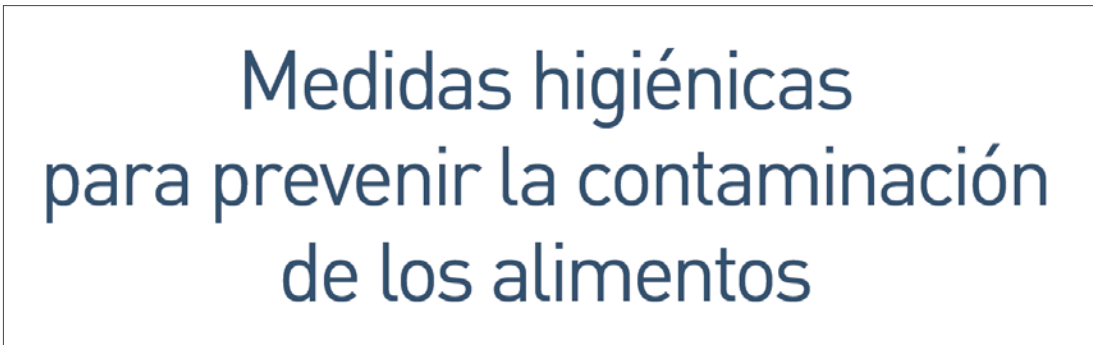 Medidas higiénicas
para prevenir la contaminación
de los alimentos